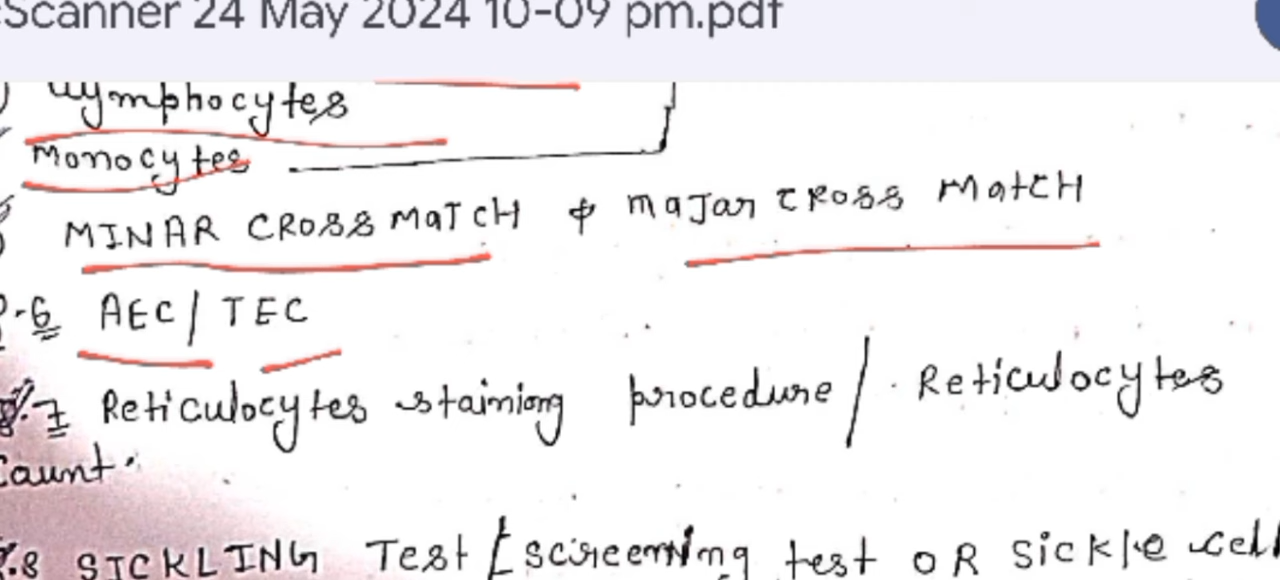 Scanner 24 May 2024 10-09 pm.pdf
Lymphocytes
Monocytes
MINAR CROSS MATCH & MAJAR CROSS MATCH
-6 AEC/TEC
7 Reticulocytes staining procedure / Reticulocytes
Count.
.8 SICKLING Test / screening test OR Sickle cell